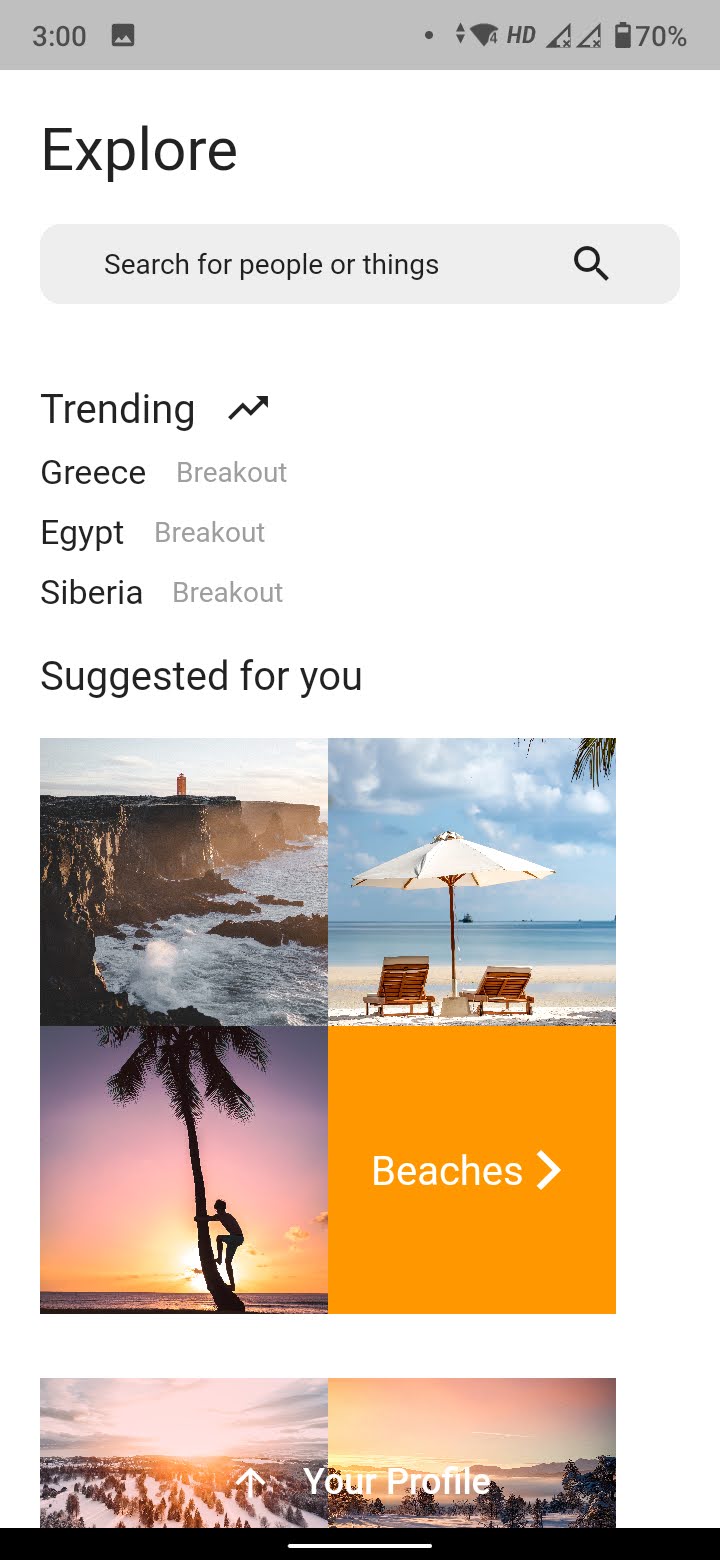 3:00 4 HD 70%
Explore
Search for people or things
Trending
Greece Breakout
Egypt Breakout
Siberia Breakout
Suggested for you
Beaches
Your Profile